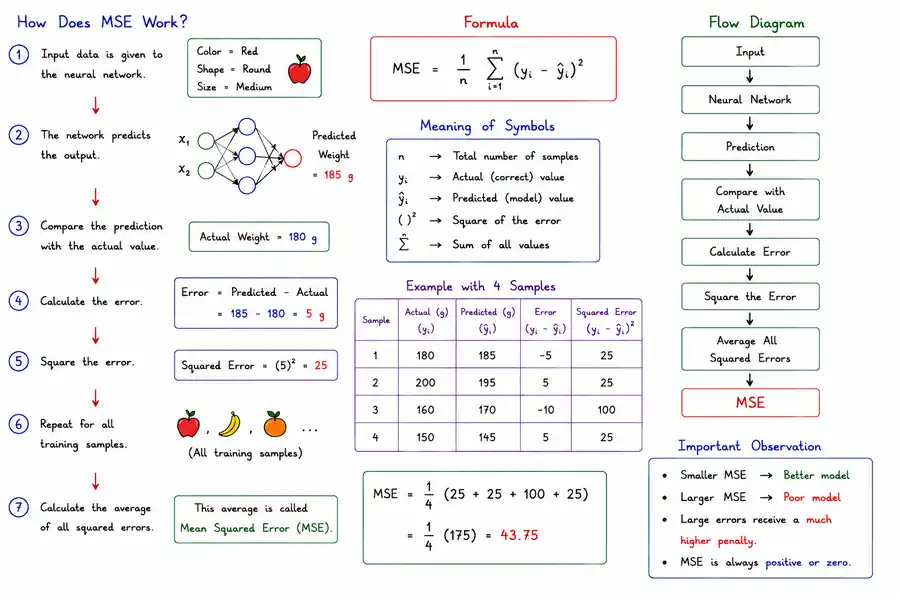 How Does MSE Work?
1 Input data is given to
the neural network.
Color = Red
Shape = Round
Size = Medium
2 The network predicts
the output.
X₁
X₂
Predicted
Weight
= 185 g
3 Compare the prediction
with the actual value.
Actual Weight = 180 g
4 Calculate the error.
Error = Predicted - Actual
= 185 - 180 = 5 g
5 Square the error.
Squared Error = (5)² = 25
6 Repeat for all
training samples.
, , ...
(All training samples)
7 Calculate the average
of all squared errors.
This average is called
Mean Squared Error (MSE).
Formula
MSE = 1/n n∑i=1 (yᵢ - ŷᵢ)²
Meaning of Symbols
n → Total number of samples
yᵢ → Actual (correct) value
ŷᵢ → Predicted (model) value
( )² → Square of the error
∑̂ → Sum of all values
Example with 4 Samples
Sample Actual (g) (yᵢ) Predicted (g) (ŷᵢ) Error (yᵢ - ŷᵢ) Squared Error (yᵢ - ŷᵢ)²
1 180 185 -5 25
2 200 195 5 25
3 160 170 -10 100
4 150 145 5 25
MSE = 1/4 (25 + 25 + 100 + 25)
= 1/4 (175) = 43.75
Flow Diagram
Input
Neural Network
Prediction
Compare with
Actual Value
Calculate Error
Square the Error
Average All
Squared Errors
MSE
Important Observation
• Smaller MSE → Better model
• Larger MSE → Poor model
• Large errors receive a much
higher penalty.
• MSE is always positive or zero.